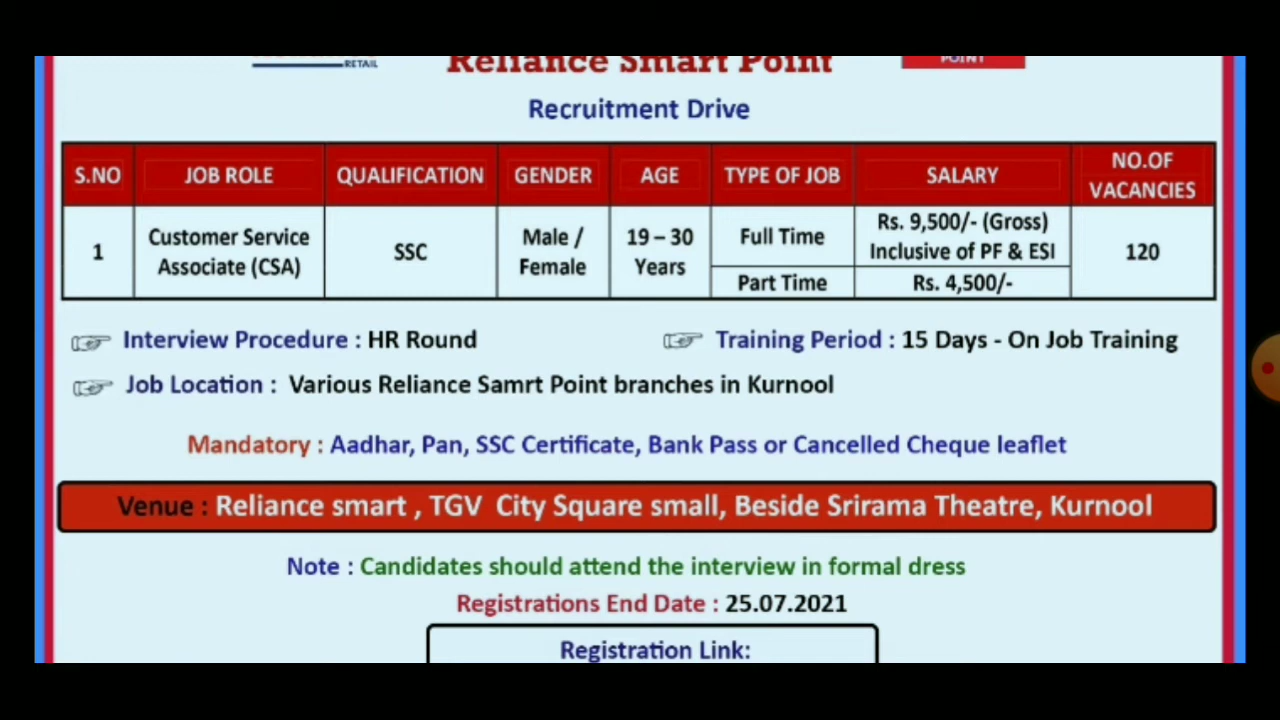 RETAIL
Reliance Smart Point
POINT
Recruitment Drive
S.NO JOB ROLE QUALIFICATION GENDER AGE TYPE OF JOB SALARY NO.OF VACANCIES
1 Customer Service Associate (CSA) SSC Male / Female 19 – 30 Years Full Time Rs. 9,500/- (Gross) Inclusive of PF & ESI 120
Part Time Rs. 4,500/-
Interview Procedure : HR Round
Training Period : 15 Days - On Job Training
Job Location : Various Reliance Samrt Point branches in Kurnool
Mandatory : Aadhar, Pan, SSC Certificate, Bank Pass or Cancelled Cheque leaflet
Venue : Reliance smart , TGV City Square small, Beside Srirama Theatre, Kurnool
Note : Candidates should attend the interview in formal dress
Registrations End Date : 25.07.2021
Registration Link: